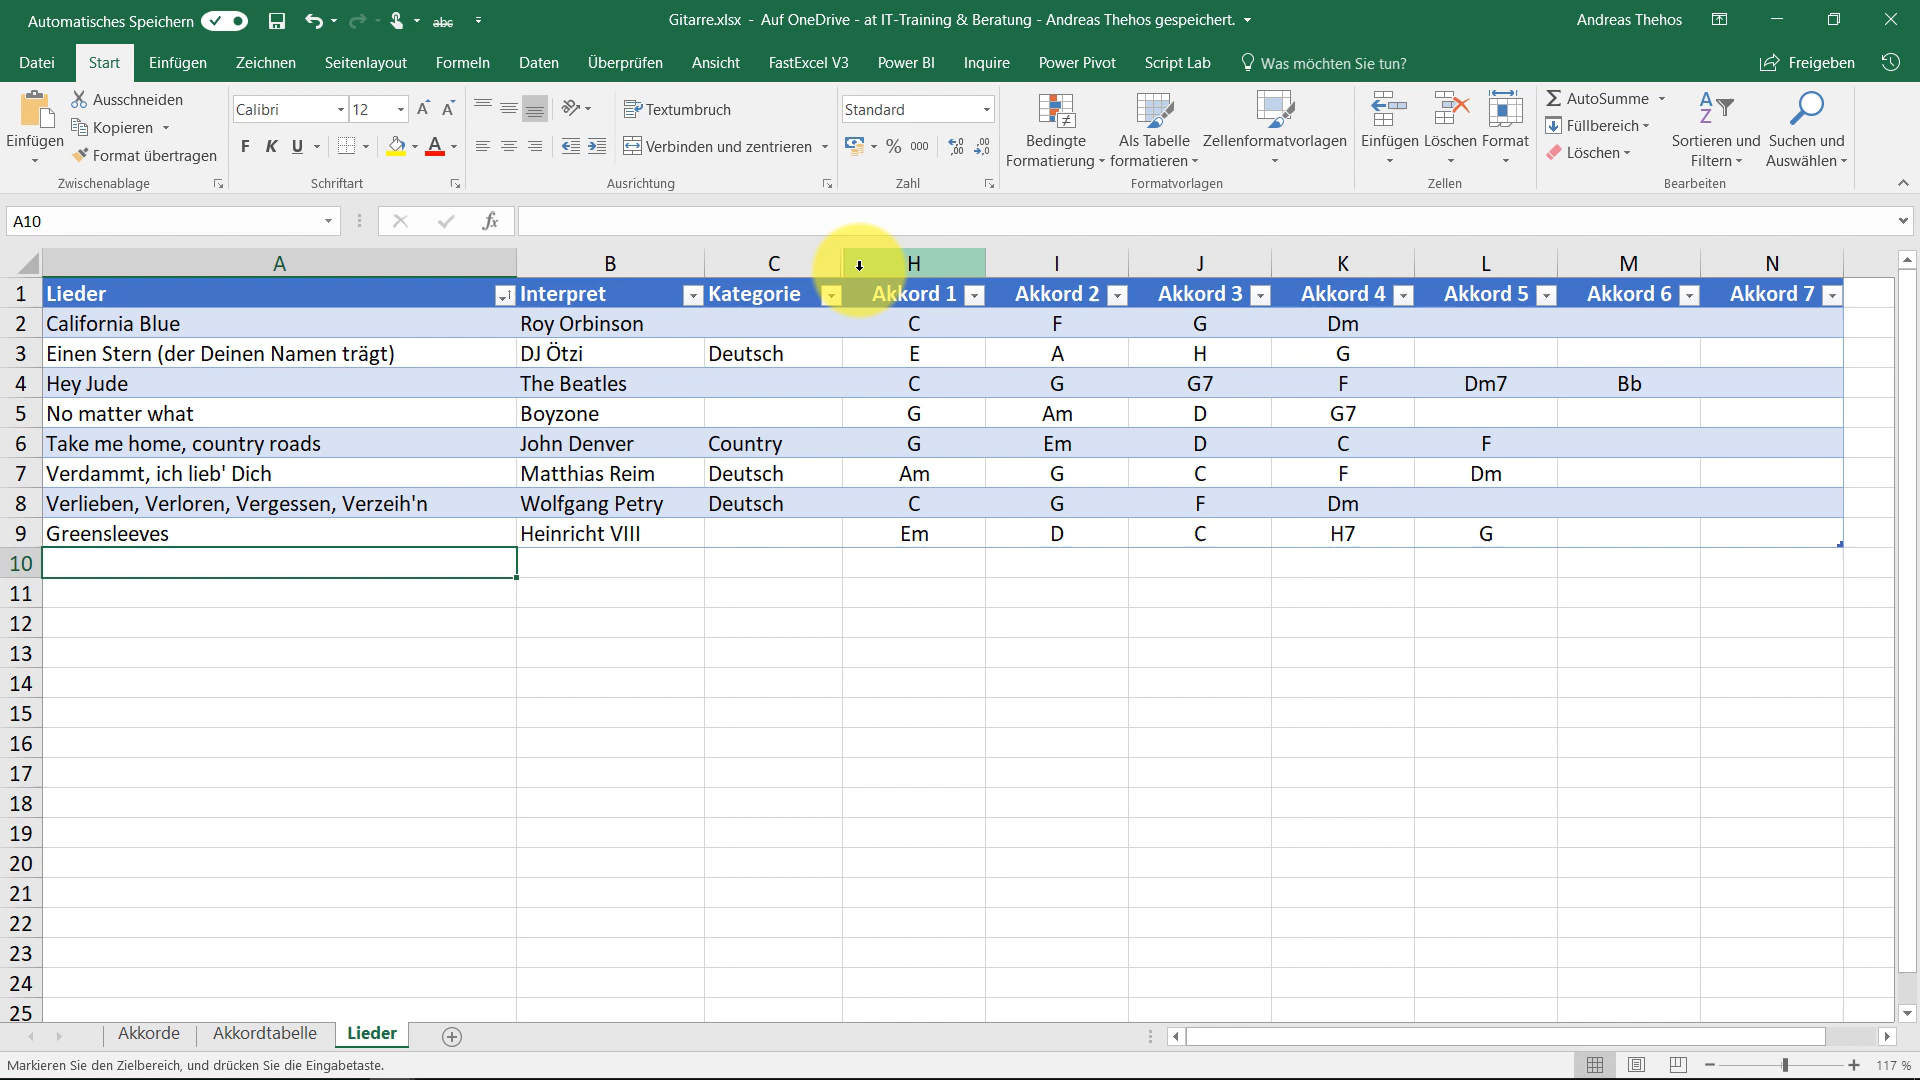 Automatisches Speichern abc Gitarre.xlsx - Auf OneDrive - at IT-Training & Beratung - Andreas Thehos gespeichert. Andreas Thehos
Datei Start Einfügen Zeichnen Seitenlayout Formeln Daten Überprüfen Ansicht FastExcel V3 Power BI Inquire Power Pivot Script Lab Was möchten Sie tun? Freigeben
Einfügen
Ausschneiden
Kopieren
Format übertragen
Zwischenablage
Calibri 12
F K U A
Schriftart
Textumbruch
Verbinden und zentrieren
Ausrichtung
Standard
% 000
Zahl
Bedingte Formatierung
Als Tabelle formatieren
Zellenformatvorlagen
Formatvorlagen
Einfügen Löschen Format
Zellen
AutoSumme
Füllbereich
Löschen
Sortieren und Filtern
Suchen und Auswählen
Bearbeiten
A10 fx
A B C H I J K L M N
1 Lieder Interpret Kategorie Akkord 1 Akkord 2 Akkord 3 Akkord 4 Akkord 5 Akkord 6 Akkord 7
2 California Blue Roy Orbinson C F G Dm
3 Einen Stern (der Deinen Namen trägt) DJ Ötzi Deutsch E A H G
4 Hey Jude The Beatles C G G7 F Dm7 Bb
5 No matter what Boyzone G Am D G7
6 Take me home, country roads John Denver Country G Em D C F
7 Verdammt, ich lieb' Dich Matthias Reim Deutsch Am G C F Dm
8 Verlieben, Verloren, Vergessen, Verzeih'n Wolfgang Petry Deutsch C G F Dm
9 Greensleeves Heinricht VIII Em D C H7 G
10
11
12
13
14
15
16
17
18
19
20
21
22
23
24
25
Akkorde Akkordtabelle Lieder
Markieren Sie den Zielbereich, und drücken Sie die Eingabetaste. 117 %